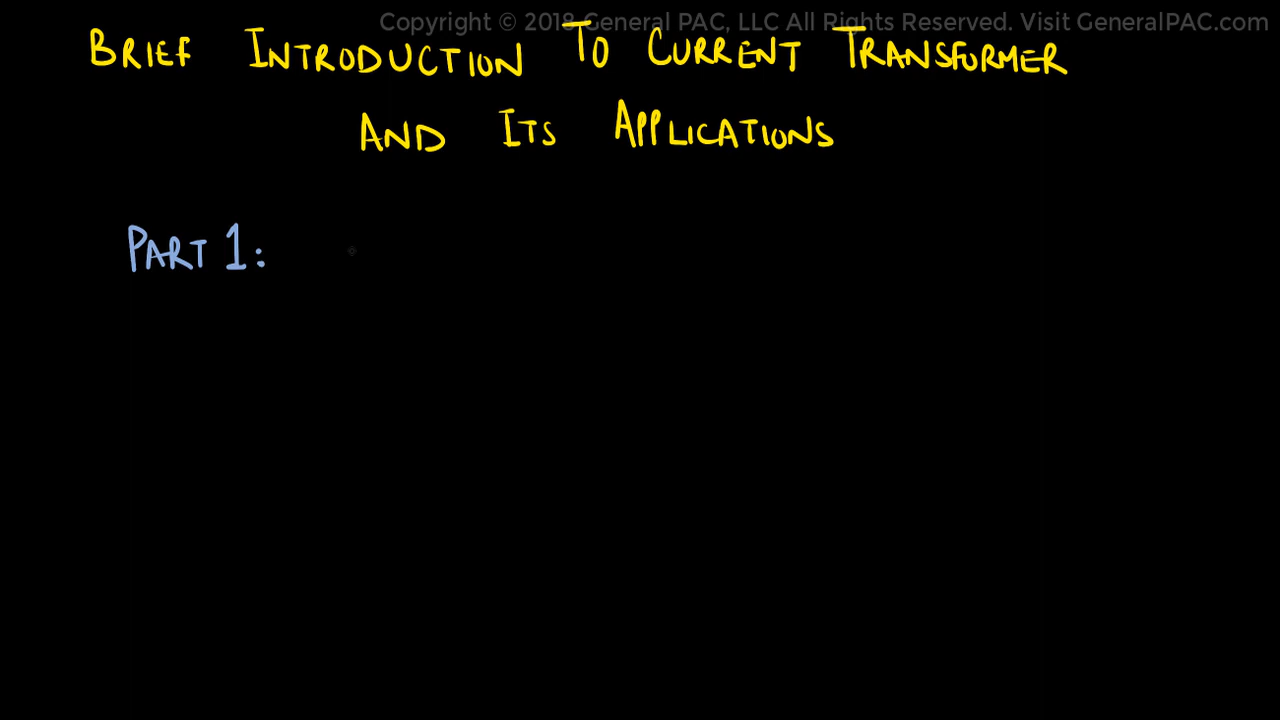 Copyright © 2018 General PAC, LLC All Rights Reserved. Visit GeneralPAC.com
BRIEF INTRODUCTION TO CURRENT TRANSFORMER
AND ITS APPLICATIONS
PART 1: